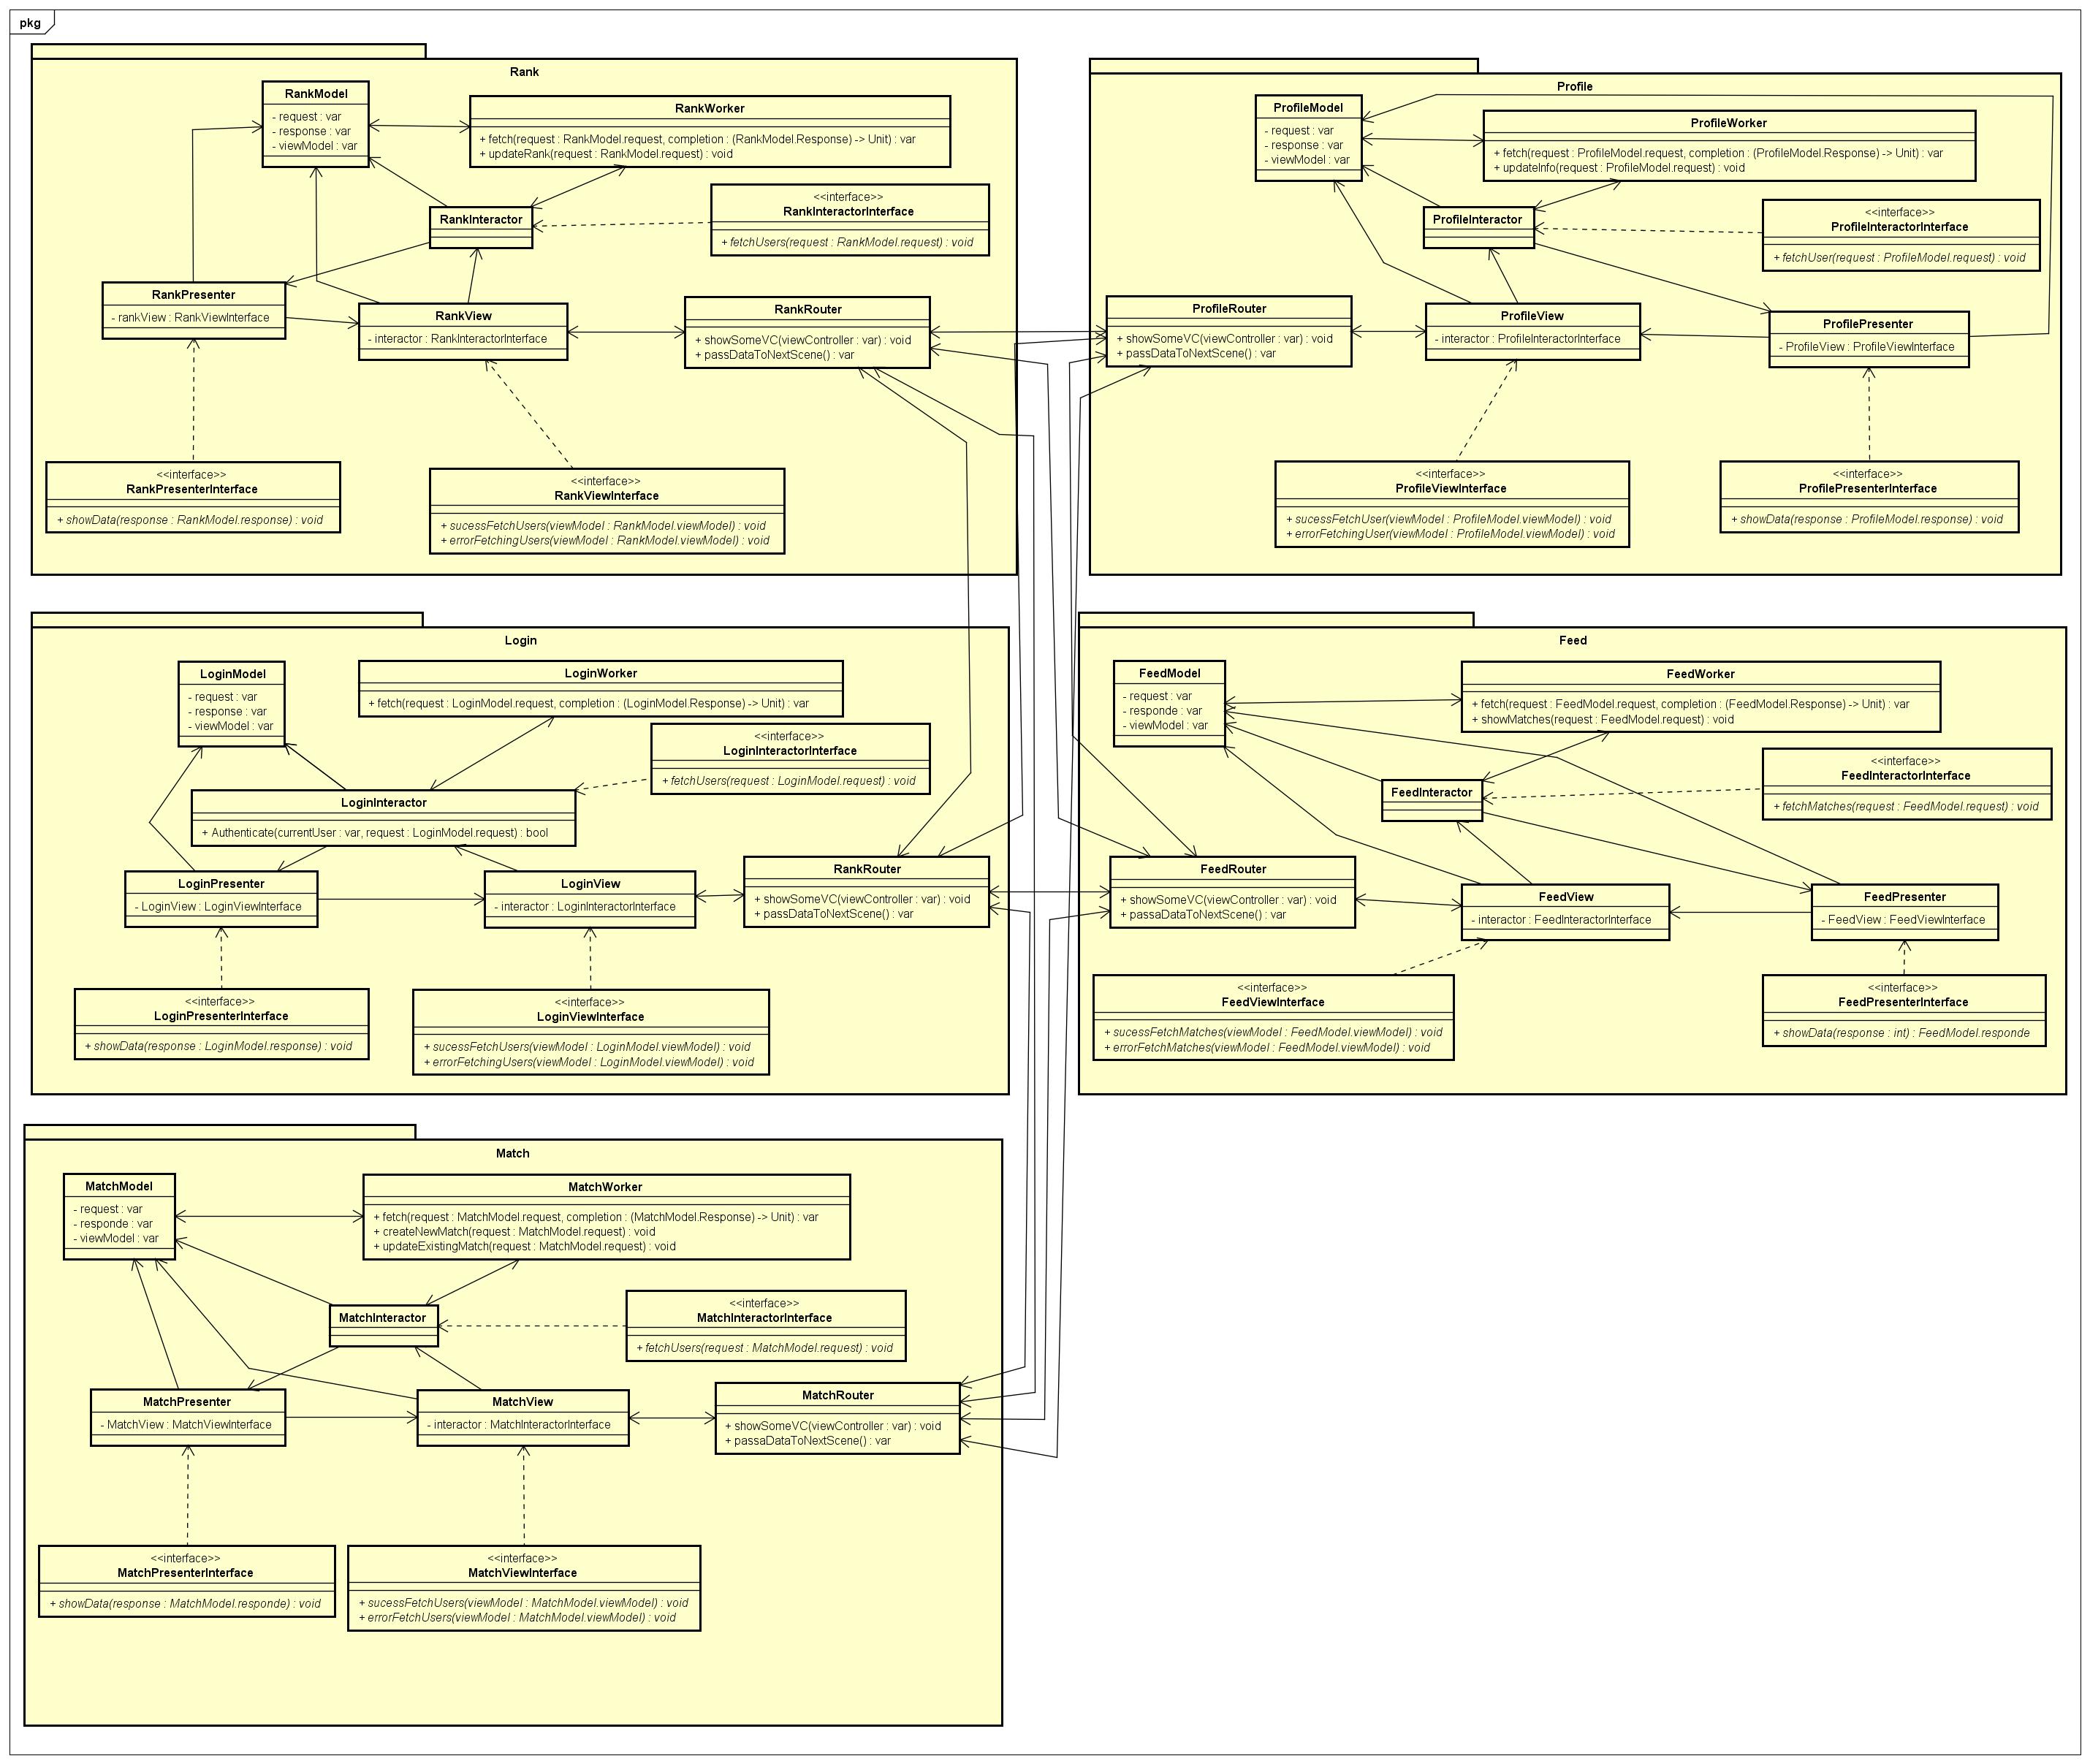 pkg
Rank
RankModel
- request : var
- response : var
- viewModel : var
RankWorker
+ fetch(request : RankModel.request, completion : (RankModel.Response) -> Unit) : var
+ updateRank(request : RankModel.request) : void
<<interface>>
RankInteractorInterface
+ fetchUsers(request : RankModel.request) : void
RankInteractor
RankPresenter
- rankView : RankViewInterface
RankView
- interactor : RankInteractorInterface
RankRouter
+ showSomeVC(viewController : var) : void
+ passDataToNextScene() : var
<<interface>>
RankPresenterInterface
+ showData(response : RankModel.response) : void
<<interface>>
RankViewInterface
+ sucessFetchUsers(viewModel : RankModel.viewModel) : void
+ errorFetchingUsers(viewModel : RankModel.viewModel) : void
Profile
ProfileModel
- request : var
- response : var
- viewModel : var
ProfileWorker
+ fetch(request : ProfileModel.request, completion : (ProfileModel.Response) -> Unit) : var
+ updateInfo(request : ProfileModel.request) : void
ProfileInteractor
<<interface>>
ProfileInteractorInterface
+ fetchUser(request : ProfileModel.request) : void
ProfileRouter
+ showSomeVC(viewController : var) : void
+ passDataToNextScene() : var
ProfileView
- interactor : ProfileInteractorInterface
ProfilePresenter
- ProfileView : ProfileViewInterface
<<interface>>
ProfileViewInterface
+ sucessFetchUser(viewModel : ProfileModel.viewModel) : void
+ errorFetchingUser(viewModel : ProfileModel.viewModel) : void
<<interface>>
ProfilePresenterInterface
+ showData(response : ProfileModel.response) : void
Login
LoginModel
- request : var
- response : var
- viewModel : var
LoginWorker
+ fetch(request : LoginModel.request, completion : (LoginModel.Response) -> Unit) : var
<<interface>>
LoginInteractorInterface
+ fetchUsers(request : LoginModel.request) : void
LoginInteractor
+ Authenticate(currentUser : var, request : LoginModel.request) : bool
LoginPresenter
- LoginView : LoginViewInterface
LoginView
- interactor : LoginInteractorInterface
RankRouter
+ showSomeVC(viewController : var) : void
+ passDataToNextScene() : var
<<interface>>
LoginPresenterInterface
+ showData(response : LoginModel.response) : void
<<interface>>
LoginViewInterface
+ sucessFetchUsers(viewModel : LoginModel.viewModel) : void
+ errorFetchingUsers(viewModel : LoginModel.viewModel) : void
Feed
FeedModel
- request : var
- responde : var
- viewModel : var
FeedWorker
+ fetch(request : FeedModel.request, completion : (FeedModel.Response) -> Unit) : var
+ showMatches(request : FeedModel.request) : void
FeedInteractor
<<interface>>
FeedInteractorInterface
+ fetchMatches(request : FeedModel.request) : void
FeedRouter
+ showSomeVC(viewController : var) : void
+ passaDataToNextScene() : var
FeedView
- interactor : FeedInteractorInterface
FeedPresenter
- FeedView : FeedViewInterface
<<interface>>
FeedViewInterface
+ sucessFetchMatches(viewModel : FeedModel.viewModel) : void
+ errorFetchMatches(viewModel : FeedModel.viewModel) : void
<<interface>>
FeedPresenterInterface
+ showData(response : int) : FeedModel.responde
Match
MatchModel
- request : var
- responde : var
- viewModel : var
MatchWorker
+ fetch(request : MatchModel.request, completion : (MatchModel.Response) -> Unit) : var
+ createNewMatch(request : MatchModel.request) : void
+ updateExistingMatch(request : MatchModel.request) : void
MatchInteractor
<<interface>>
MatchInteractorInterface
+ fetchUsers(request : MatchModel.request) : void
MatchPresenter
- MatchView : MatchViewInterface
MatchView
- interactor : MatchInteractorInterface
MatchRouter
+ showSomeVC(viewController : var) : void
+ passaDataToNextScene() : var
<<interface>>
MatchPresenterInterface
+ showData(response : MatchModel.responde) : void
<<interface>>
MatchViewInterface
+ sucessFetchUsers(viewModel : MatchModel.viewModel) : void
+ errorFetchUsers(viewModel : MatchModel.viewModel) : void